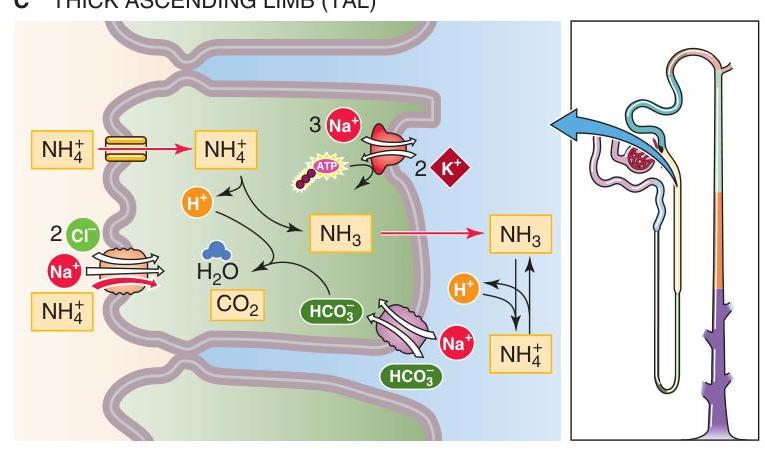 C THICK ASCENDING LIMB (TAL)
3 Na⁺
NH₄⁺
NH₄⁺
ATP
2 K⁺
H⁺
2 Cl⁻
NH₃
NH₃
Na⁺
H₂O
H⁺
NH₄⁺
CO₂
HCO₃⁻
Na⁺
NH₄⁺
HCO₃⁻